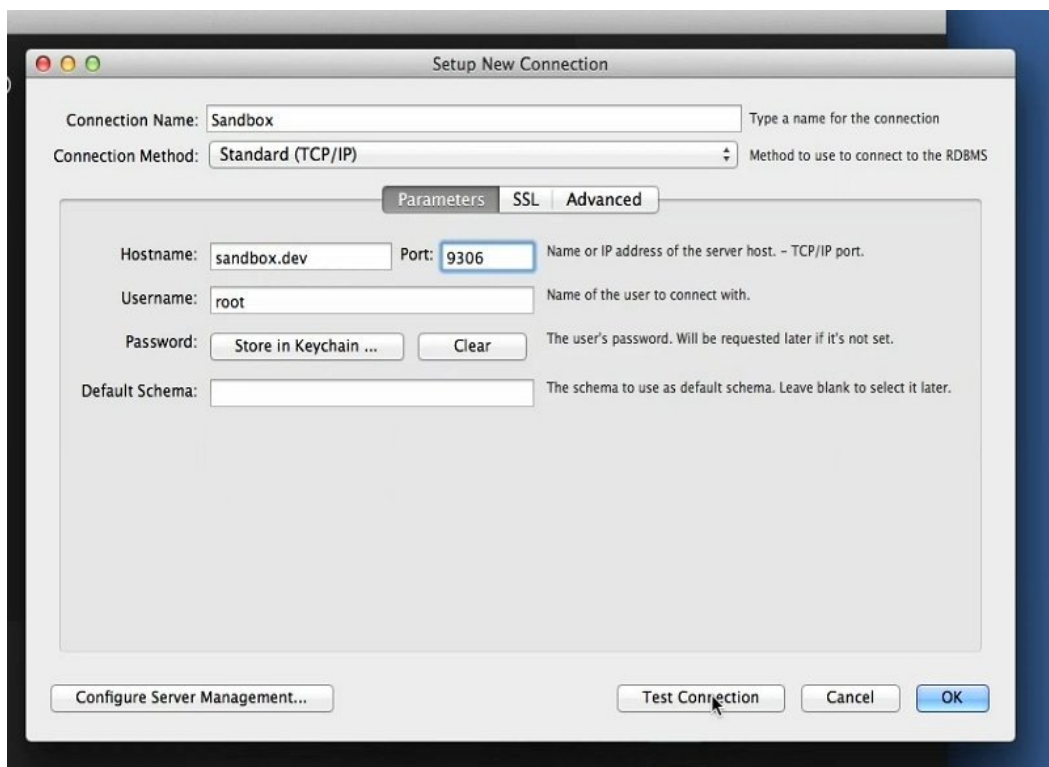 Setup New Connection
Connection Name: Sandbox Type a name for the connection
Connection Method: Standard (TCP/IP) Method to use to connect to the RDBMS
Parameters SSL Advanced
Hostname: sandbox.dev Port: 9306 Name or IP address of the server host. - TCP/IP port.
Username: root Name of the user to connect with.
Password: Store in Keychain ... Clear The user's password. Will be requested later if it's not set.
Default Schema: The schema to use as default schema. Leave blank to select it later.
Configure Server Management... Test Connection Cancel OK